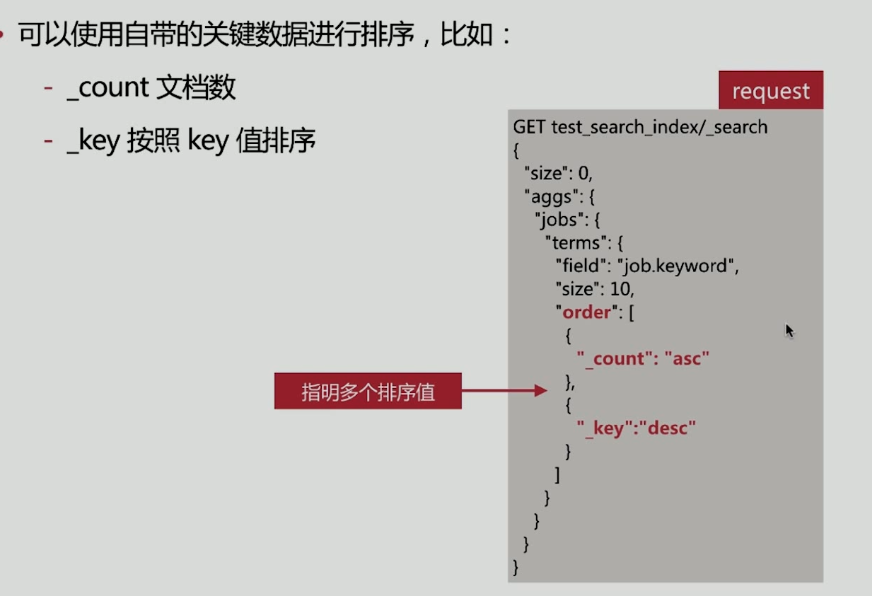 • 可以使用自带的关键数据进行排序，比如：
- _count 文档数
- _key 按照 key 值排序
request
GET test_search_index/_search
{
"size": 0,
"aggs": {
"jobs": {
"terms": {
"field": "job.keyword",
"size": 10,
"order": [
{
"_count": "asc"
},
{
"_key":"desc"
}
]
}
}
}
}
指明多个排序值